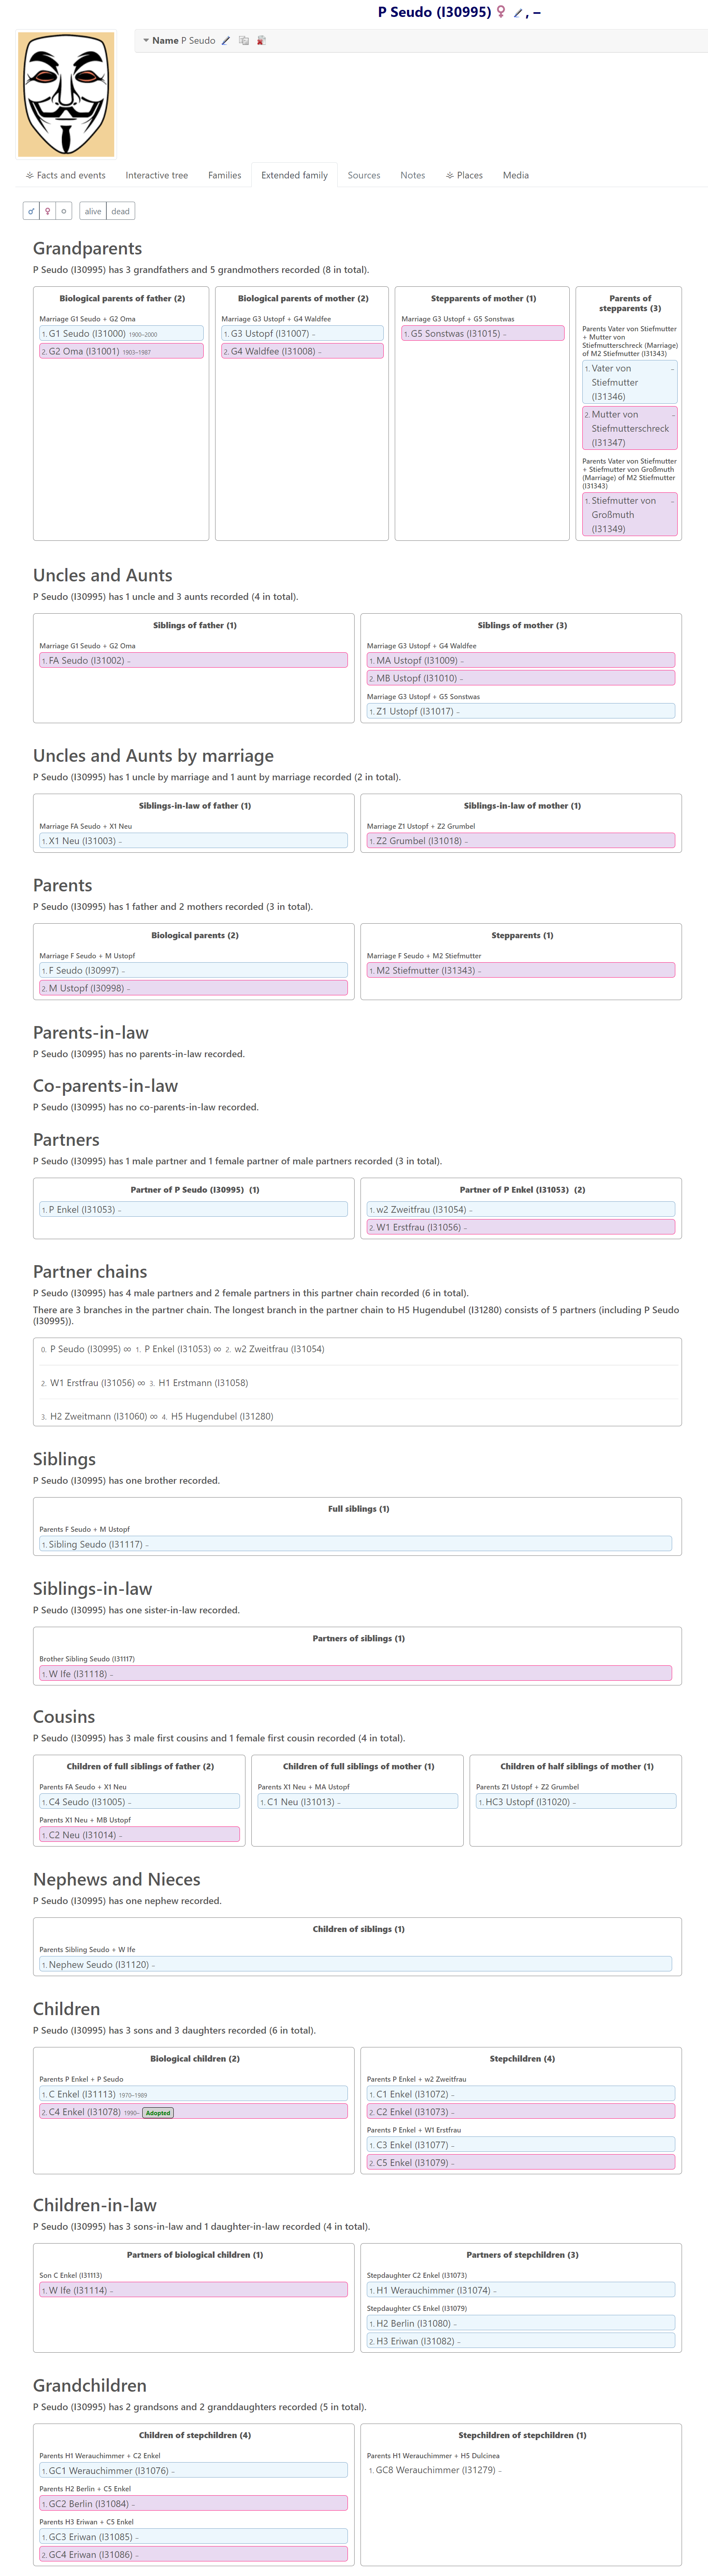 P Seudo (I30995) ♀ , –
Name P Seudo
Facts and events Interactive tree Families Extended family Sources Notes Places Media
alive dead
Grandparents
P Seudo (I30995) has 3 grandfathers and 5 grandmothers recorded (8 in total).
Biological parents of father (2)
Marriage G1 Seudo + G2 Oma
1. G1 Seudo (I31000) 1900–2000
2. G2 Oma (I31001) 1903–1987
Biological parents of mother (2)
Marriage G3 Ustopf + G4 Waldfee
1. G3 Ustopf (I31007) –
2. G4 Waldfee (I31008) –
Stepparents of mother (1)
Marriage G3 Ustopf + G5 Sonstwas
1. G5 Sonstwas (I31015) –
Parents of
stepparents (3)
Parents Vater von Stiefmutter
+ Mutter von
Stiefmutterschreck (Marriage)
of M2 Stiefmutter (I31343)
1. Vater von –
Stiefmutter
(I31346)
2. Mutter von –
Stiefmutterschreck
(I31347)
Parents Vater von Stiefmutter
+ Stiefmutter von Großmuth
(Marriage) of M2 Stiefmutter
(I31343)
1. Stiefmutter von –
Großmuth
(I31349)
Uncles and Aunts
P Seudo (I30995) has 1 uncle and 3 aunts recorded (4 in total).
Siblings of father (1)
Marriage G1 Seudo + G2 Oma
1. FA Seudo (I31002) –
Siblings of mother (3)
Marriage G3 Ustopf + G4 Waldfee
1. MA Ustopf (I31009) –
2. MB Ustopf (I31010) –
Marriage G3 Ustopf + G5 Sonstwas
1. Z1 Ustopf (I31017) –
Uncles and Aunts by marriage
P Seudo (I30995) has 1 uncle by marriage and 1 aunt by marriage recorded (2 in total).
Siblings-in-law of father (1)
Marriage FA Seudo + X1 Neu
1. X1 Neu (I31003) –
Siblings-in-law of mother (1)
Marriage Z1 Ustopf + Z2 Grumbel
1. Z2 Grumbel (I31018) –
Parents
P Seudo (I30995) has 1 father and 2 mothers recorded (3 in total).
Biological parents (2)
Marriage F Seudo + M Ustopf
1. F Seudo (I30997) –
2. M Ustopf (I30998) –
Stepparents (1)
Marriage F Seudo + M2 Stiefmutter
1. M2 Stiefmutter (I31343) –
Parents-in-law
P Seudo (I30995) has no parents-in-law recorded.
Co-parents-in-law
P Seudo (I30995) has no co-parents-in-law recorded.
Partners
P Seudo (I30995) has 1 male partner and 1 female partner of male partners recorded (3 in total).
Partner of P Seudo (I30995) (1)
1. P Enkel (I31053) –
Partner of P Enkel (I31053) (2)
1. w2 Zweitfrau (I31054) –
2. W1 Erstfrau (I31056) –
Partner chains
P Seudo (I30995) has 4 male partners and 2 female partners in this partner chain recorded (6 in total).
There are 3 branches in the partner chain. The longest branch in the partner chain to H5 Hugendubel (I31280) consists of 5 partners (including P Seudo
(I30995)).
0. P Seudo (I30995) ∞ 1. P Enkel (I31053) ∞ 2. w2 Zweitfrau (I31054)
2. W1 Erstfrau (I31056) ∞ 3. H1 Erstmann (I31058)
3. H2 Zweitmann (I31060) ∞ 4. H5 Hugendubel (I31280)
Siblings
P Seudo (I30995) has one brother recorded.
Full siblings (1)
Parents F Seudo + M Ustopf
1. Sibling Seudo (I31117) –
Siblings-in-law
P Seudo (I30995) has one sister-in-law recorded.
Partners of siblings (1)
Brother Sibling Seudo (I31117)
1. W Ife (I31118) –
Cousins
P Seudo (I30995) has 3 male first cousins and 1 female first cousin recorded (4 in total).
Children of full siblings of father (2)
Parents FA Seudo + X1 Neu
1. C4 Seudo (I31005) –
Parents X1 Neu + MB Ustopf
1. C2 Neu (I31014) –
Children of full siblings of mother (1)
Parents X1 Neu + MA Ustopf
1. C1 Neu (I31013) –
Children of half siblings of mother (1)
Parents Z1 Ustopf + Z2 Grumbel
1. HC3 Ustopf (I31020) –
Nephews and Nieces
P Seudo (I30995) has one nephew recorded.
Children of siblings (1)
Parents Sibling Seudo + W Ife
1. Nephew Seudo (I31120) –
Children
P Seudo (I30995) has 3 sons and 3 daughters recorded (6 in total).
Biological children (2)
Parents P Enkel + P Seudo
1. C Enkel (I31113) 1970–1989
2. C4 Enkel (I31078) 1990– Adopted
Stepchildren (4)
Parents P Enkel + w2 Zweitfrau
1. C1 Enkel (I31072) –
2. C2 Enkel (I31073) –
Parents P Enkel + W1 Erstfrau
1. C3 Enkel (I31077) –
2. C5 Enkel (I31079) –
Children-in-law
P Seudo (I30995) has 3 sons-in-law and 1 daughter-in-law recorded (4 in total).
Partners of biological children (1)
Son C Enkel (I31113)
1. W Ife (I31114) –
Partners of stepchildren (3)
Stepdaughter C2 Enkel (I31073)
1. H1 Werauchimmer (I31074) –
Stepdaughter C5 Enkel (I31079)
1. H2 Berlin (I31080) –
2. H3 Eriwan (I31082) –
Grandchildren
P Seudo (I30995) has 2 grandsons and 2 granddaughters recorded (5 in total).
Children of stepchildren (4)
Parents H1 Werauchimmer + C2 Enkel
1. GC1 Werauchimmer (I31076) –
Parents H2 Berlin + C5 Enkel
1. GC2 Berlin (I31084) –
Parents H3 Eriwan + C5 Enkel
1. GC3 Eriwan (I31085) –
2. GC4 Eriwan (I31086) –
Stepchildren of stepchildren (1)
Parents H1 Werauchimmer + H5 Dulcinea
1. GC8 Werauchimmer (I31279) –